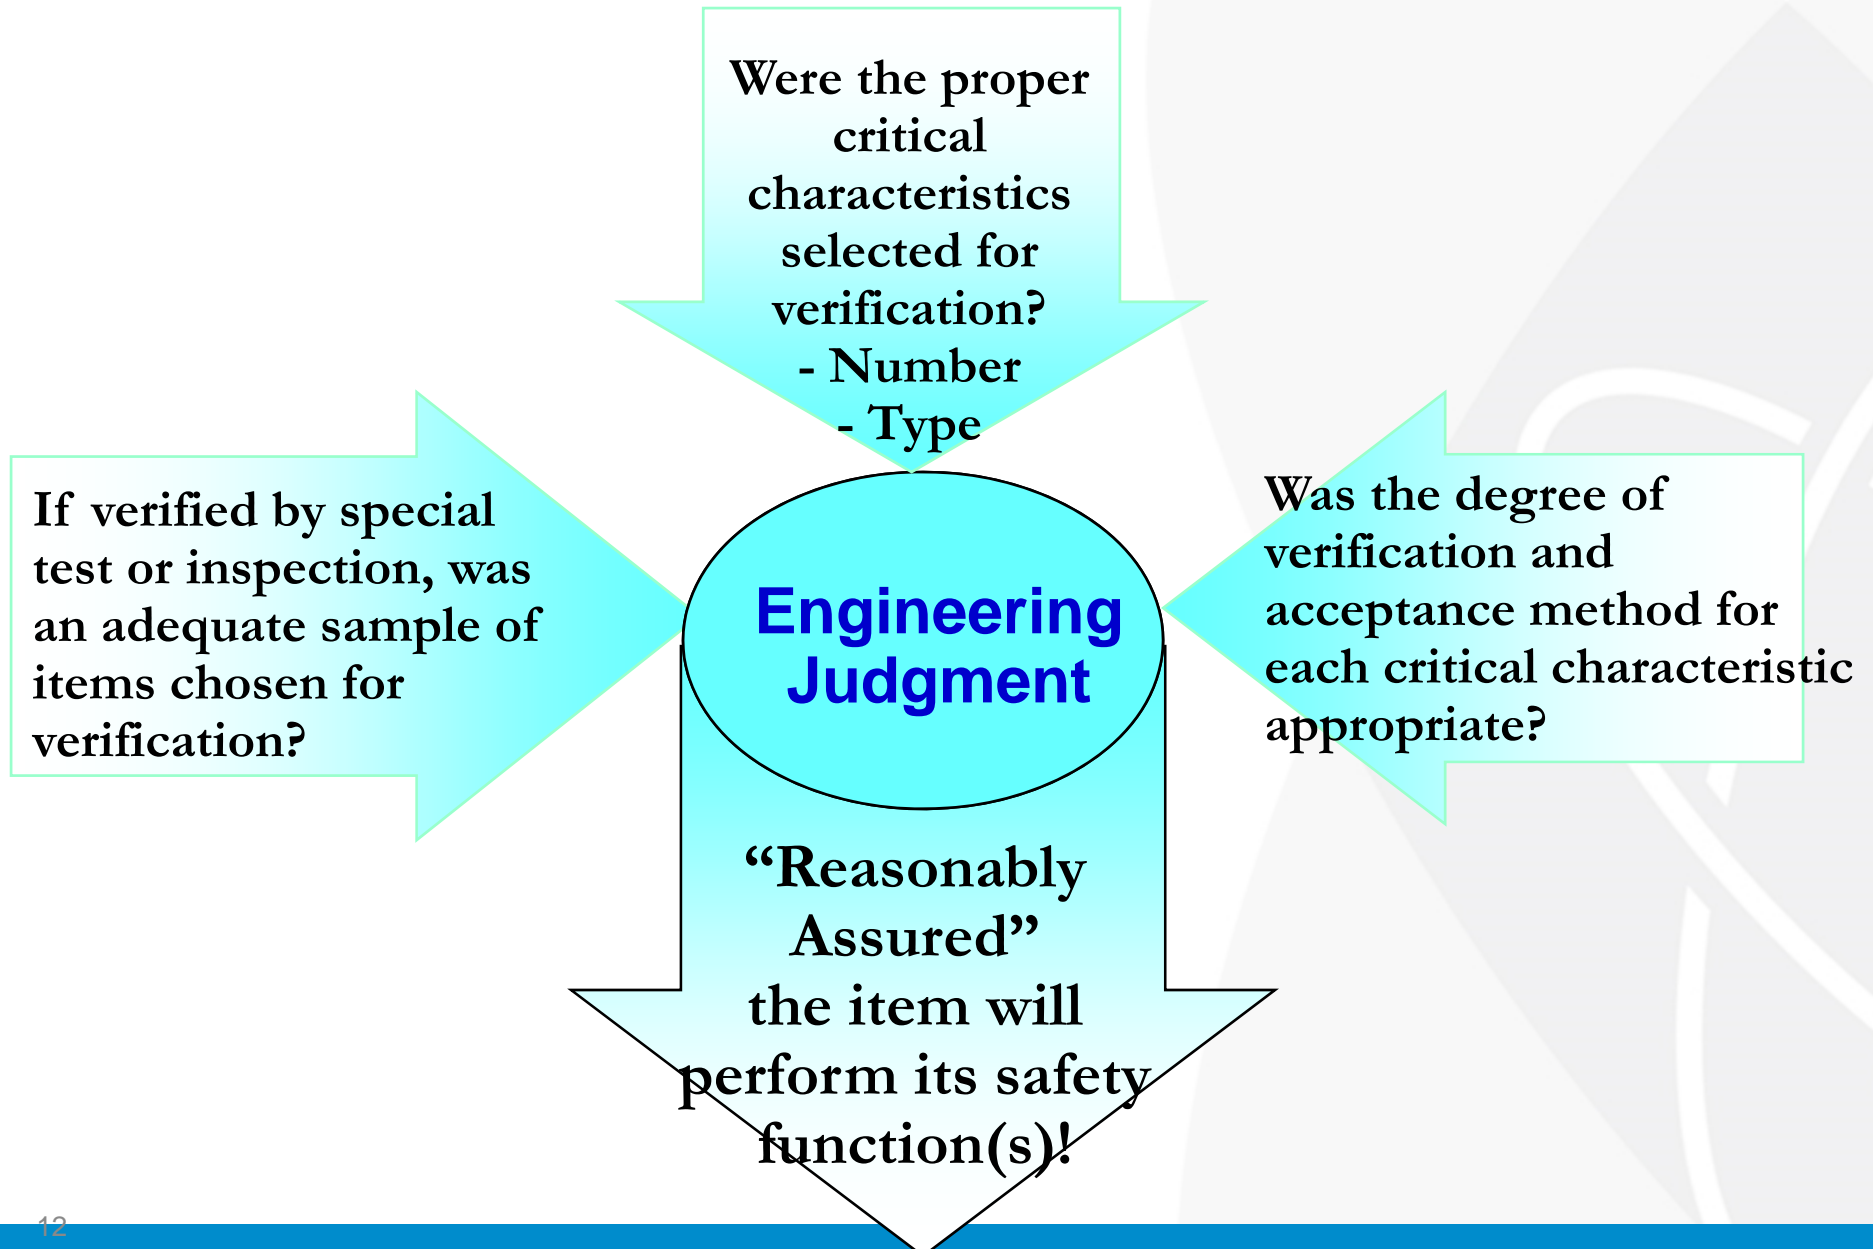 Were the proper
critical
characteristics
selected for
verification?
- Number
- Type
If verified by special
test or inspection, was
an adequate sample of
items chosen for
verification?
Engineering
Judgment
Was the degree of
verification and
acceptance method for
each critical characteristic
appropriate?
“Reasonably
Assured”
the item will
perform its safety
function(s)!
12